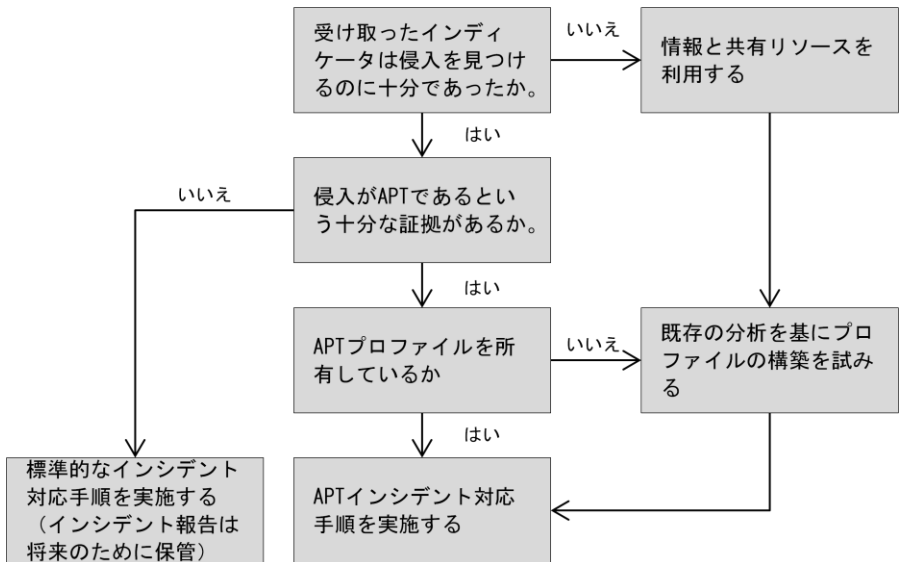 受け取ったインディ
ケータは侵入を見つけ
るのに十分であったか。
いいえ
情報と共有リソースを
利用する
はい
いいえ
侵入がAPTであるとい
う十分な証拠があるか。
はい
APTプロファイルを所
有しているか
いいえ
既存の分析を基にプロ
ファイルの構築を試み
る
はい
標準的なインシデント
対応手順を実施する
（インシデント報告は
将来のために保管）
APTインシデント対応
手順を実施する